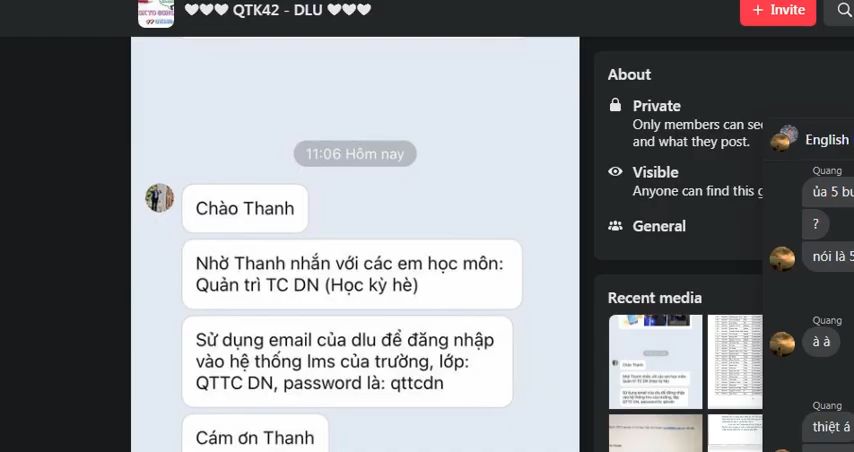 QTK42 - DLU
+ Invite
11:06 Hôm nay
Chào Thanh
Nhờ Thanh nhắn với các em học môn:
Quản trì TC DN (Học kỳ hè)
Sử dụng email của dlu để đăng nhập
vào hệ thống lms của trường, lớp:
QTTC DN, password là: qttcdn
Cám ơn Thanh
About
Private
Only members can see
and what they post.
Visible
Anyone can find this
General
Recent media
English
Quang
ủa 5
?
nói là 5
Quang
à à
Quang
thiệt á